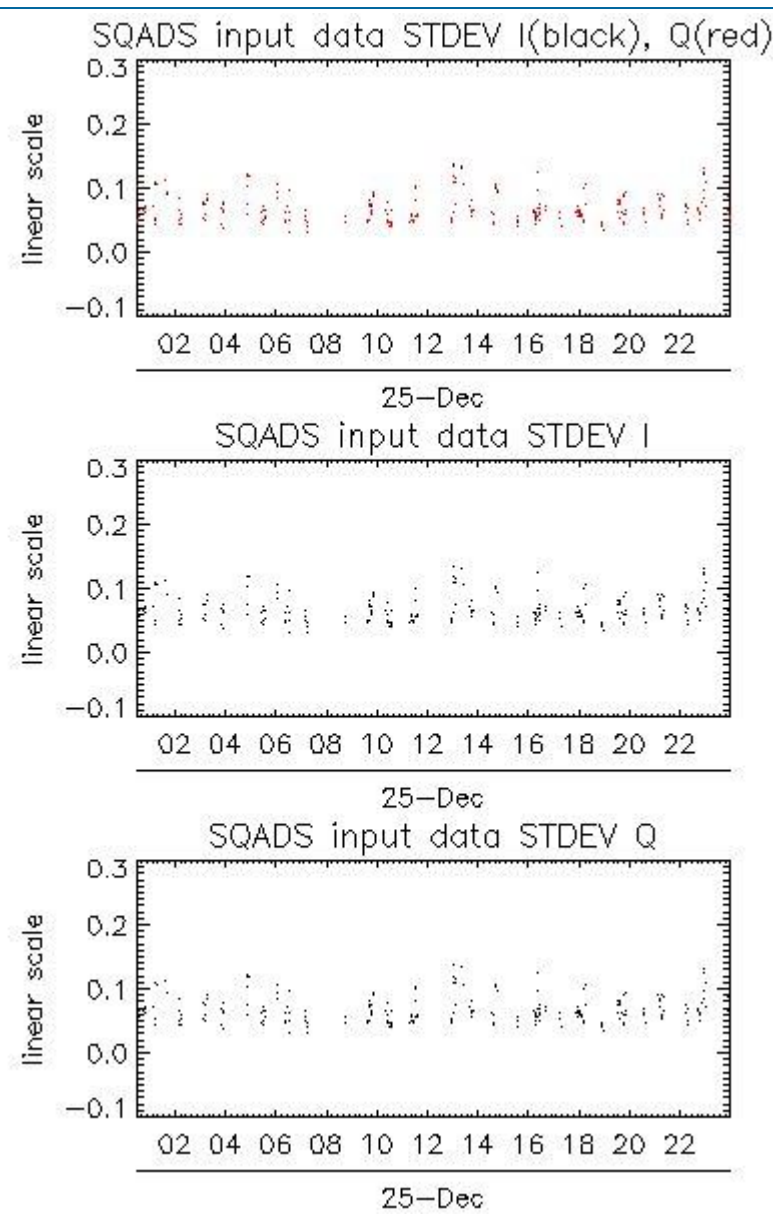 SQADS input data STDEV I(black), Q(red)
linear scale
0.3
0.2
0.1
0.0
−0.1
02 04 06 08 10 12 14 16 18 20 22
25−Dec
SQADS input data STDEV I
linear scale
0.3
0.2
0.1
0.0
−0.1
02 04 06 08 10 12 14 16 18 20 22
25−Dec
SQADS input data STDEV Q
linear scale
0.3
0.2
0.1
0.0
−0.1
02 04 06 08 10 12 14 16 18 20 22
25−Dec